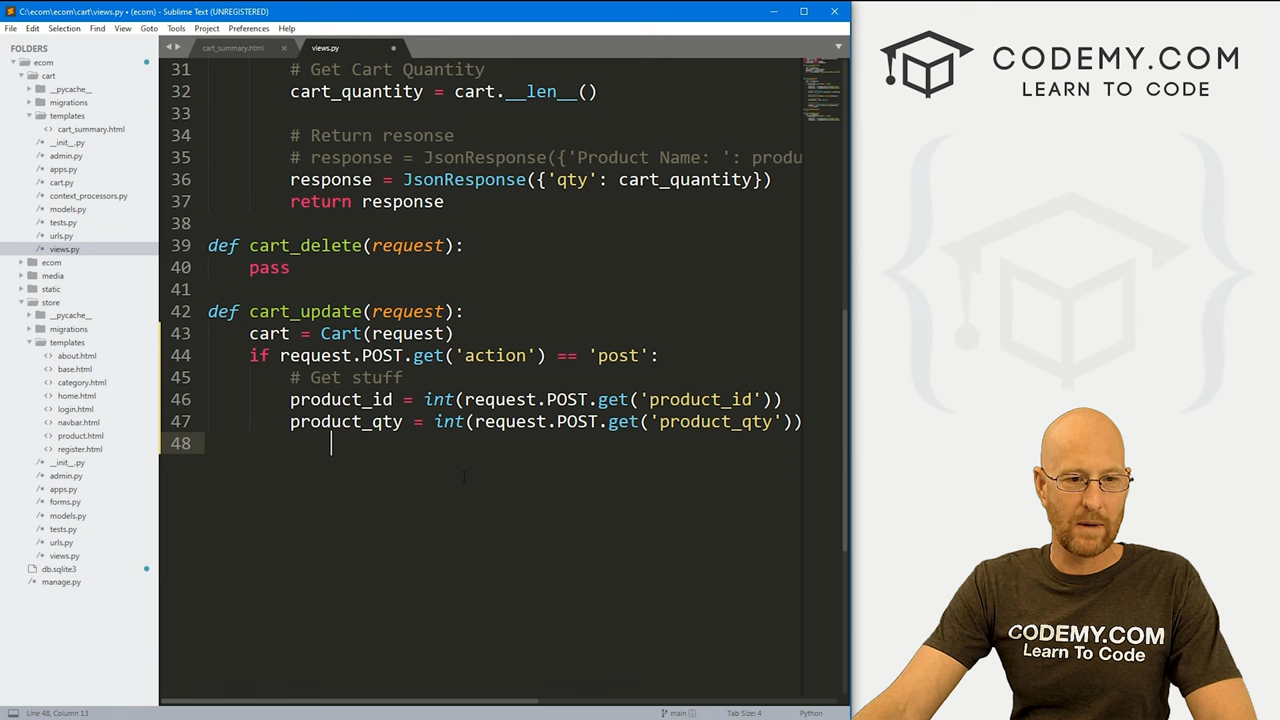 C:\ecom\ecom\cart\views.py • (ecom) - Sublime Text (UNREGISTERED)
File Edit Selection Find View Goto Tools Project Preferences Help
FOLDERS
ecom
cart
__pycache__
migrations
templates
cart_summary.html
__init__.py
admin.py
apps.py
cart.py
context_processors.py
models.py
tests.py
urls.py
views.py
ecom
media
static
store
__pycache__
migrations
templates
about.html
base.html
category.html
home.html
login.html
navbar.html
product.html
register.html
__init__.py
admin.py
apps.py
forms.py
models.py
tests.py
urls.py
views.py
db.sqlite3
manage.py
cart_summary.html views.py
31 # Get Cart Quantity
32 cart_quantity = cart.__len__()
33
34 # Return resonse
35 # response = JsonResponse({'Product Name: ': produ
36 response = JsonResponse({'qty': cart_quantity})
37 return response
38
39 def cart_delete(request):
40 pass
41
42 def cart_update(request):
43 cart = Cart(request)
44 if request.POST.get('action') == 'post':
45 # Get stuff
46 product_id = int(request.POST.get('product_id'))
47 product_qty = int(request.POST.get('product_qty'))
48
Line 48, Column 13 main 1 Tab Size: 4 Python
CODEMY.COM
LEARN TO CODE
CODEMY.COM
Learn To Code